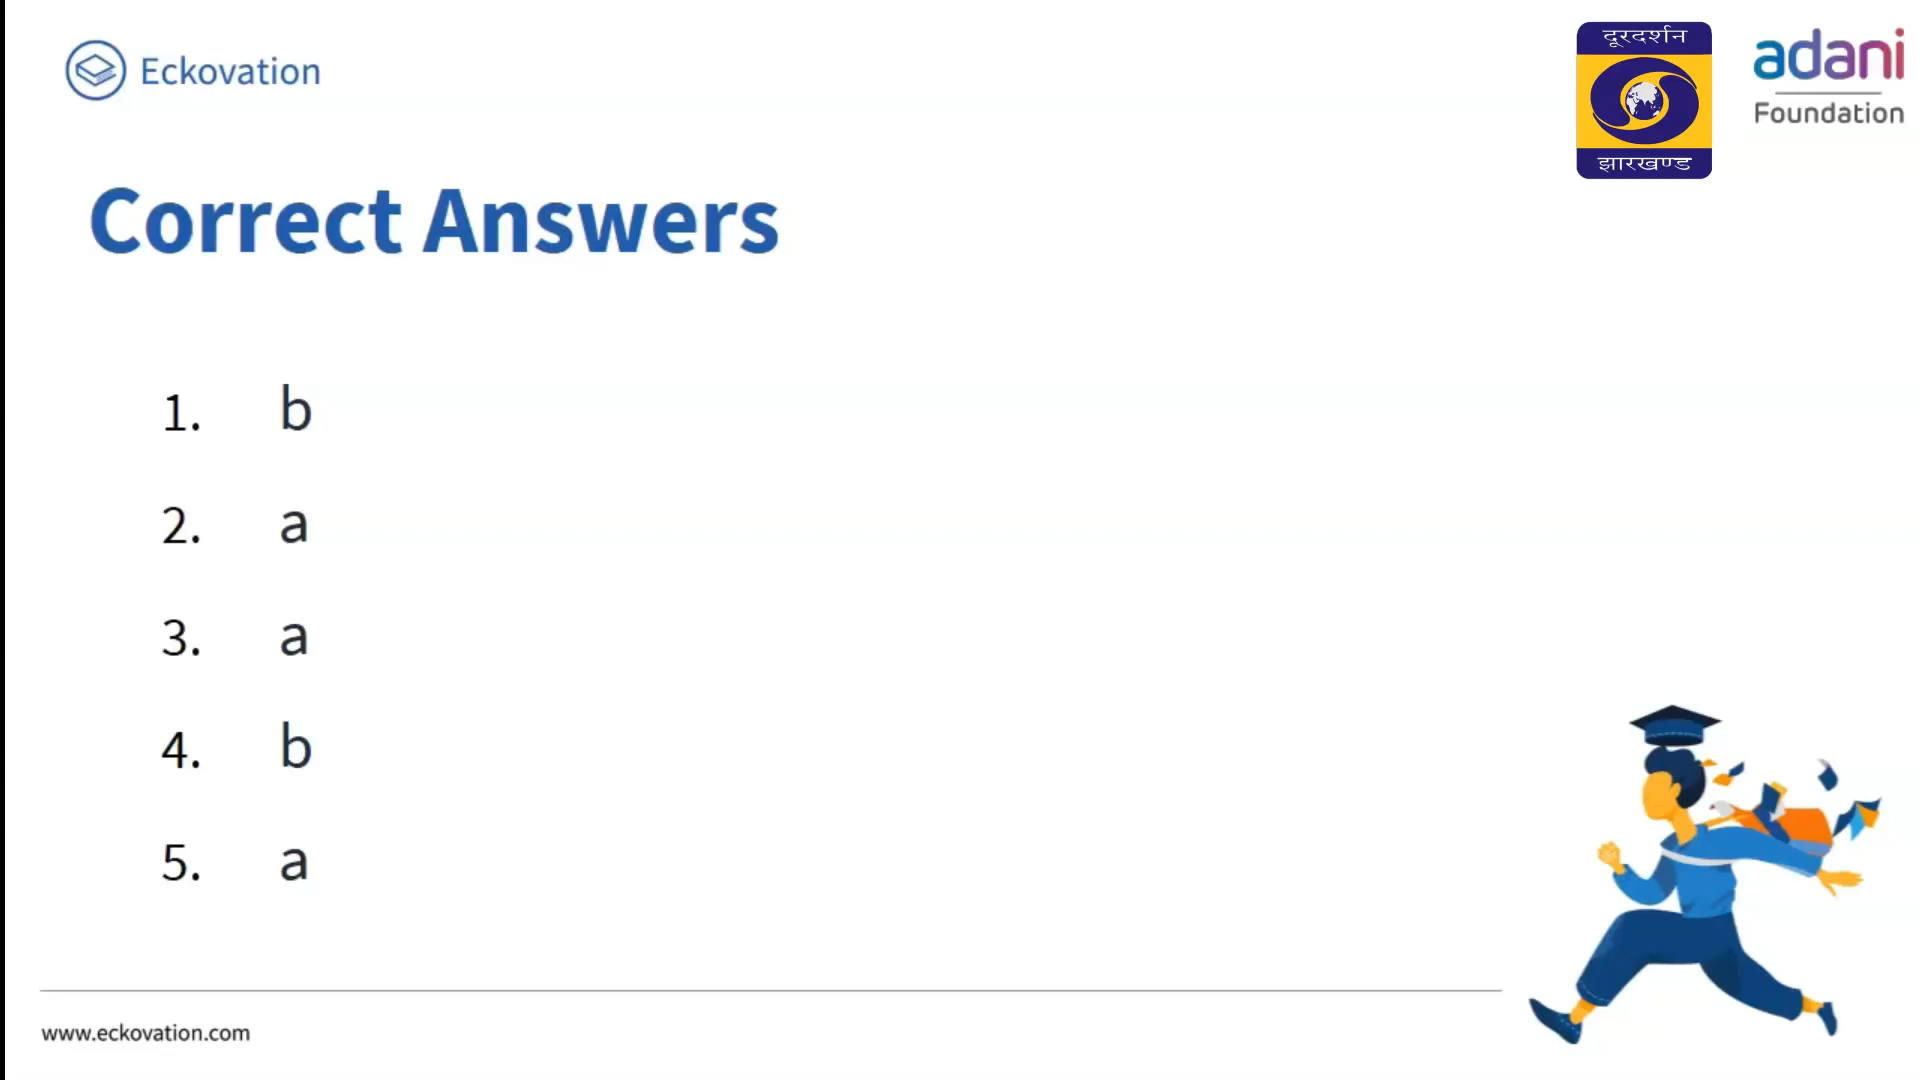 Eckovation
दूरदर्शन
झारखण्ड
adani
Foundation
Correct Answers
1. b
2. a
3. a
4. b
5. a
www.eckovation.com